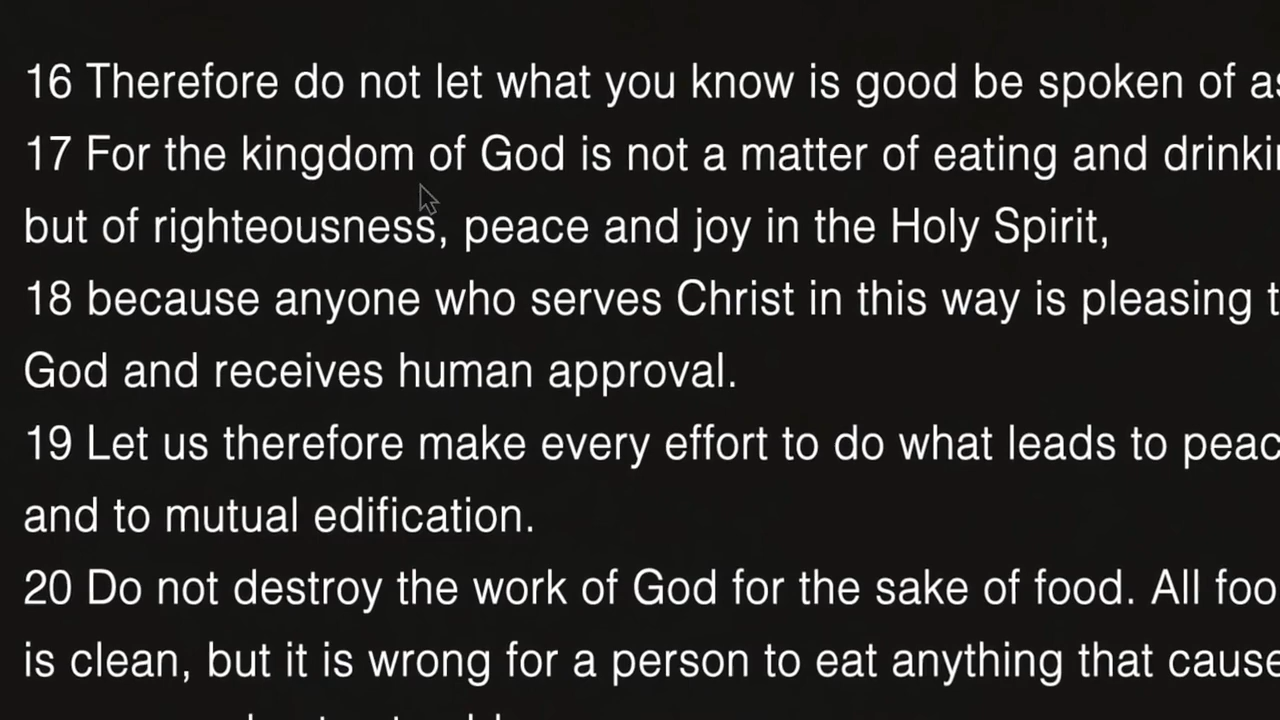 16 Therefore do not let what you know is good be spoken of as
17 For the kingdom of God is not a matter of eating and
but of righteousness, peace and joy in the Holy Spirit,
18 because anyone who serves Christ in this way is pleasing
God and receives human approval.
19 Let us therefore make every effort to do what leads to
and to mutual edification.
20 Do not destroy the work of God for the sake of food. All
is clean, but it is wrong for a person to eat anything that